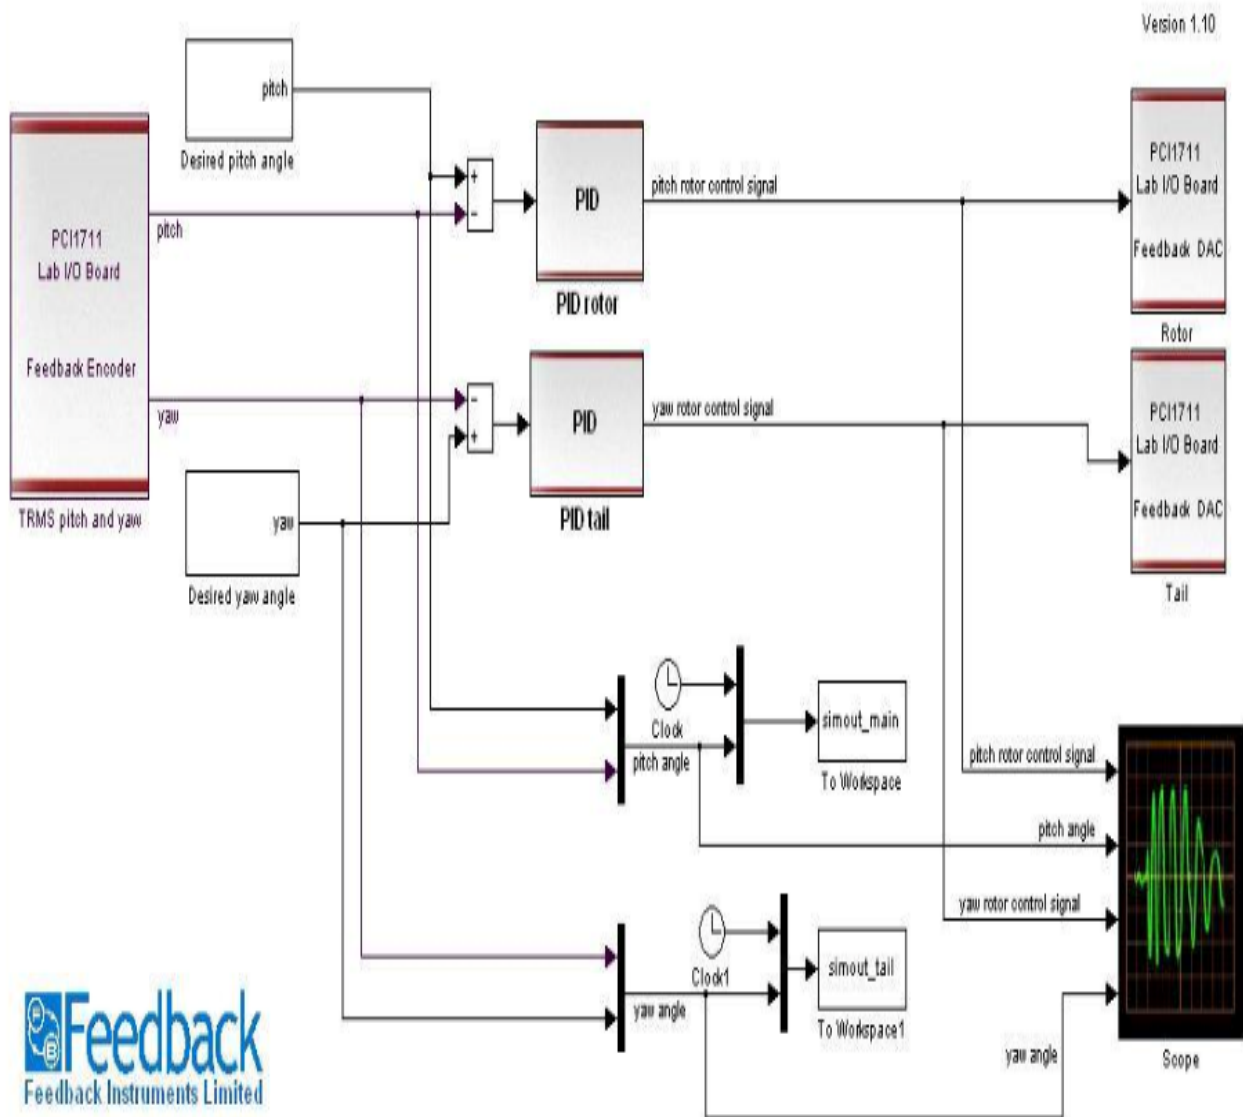 Version 1.10
pitch
Desired pitch angle
PCI1711
Lab I/O Board
Feedback Encoder
TRMS pitch and yaw
pitch
yaw
yaw
Desired yaw angle
+
-
-
+
PID
PID rotor
PID
PID tail
pitch rotor control signal
yaw rotor control signal
PCI1711
Lab I/O Board
Feedback DAC
Rotor
PCI1711
Lab I/O Board
Feedback DAC
Tail
Clock
pitch angle
simout_main
To Workspace
pitch rotor control signal
pitch angle
yaw rotor control signal
yaw angle
Scope
Clock1
yaw angle
simout_tail
To Workspace1
Feedback
Feedback Instruments Limited